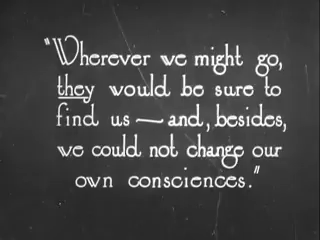 "Wherever we might go,
they would be sure to
find us — and, besides,
we could not change our
own consciences."